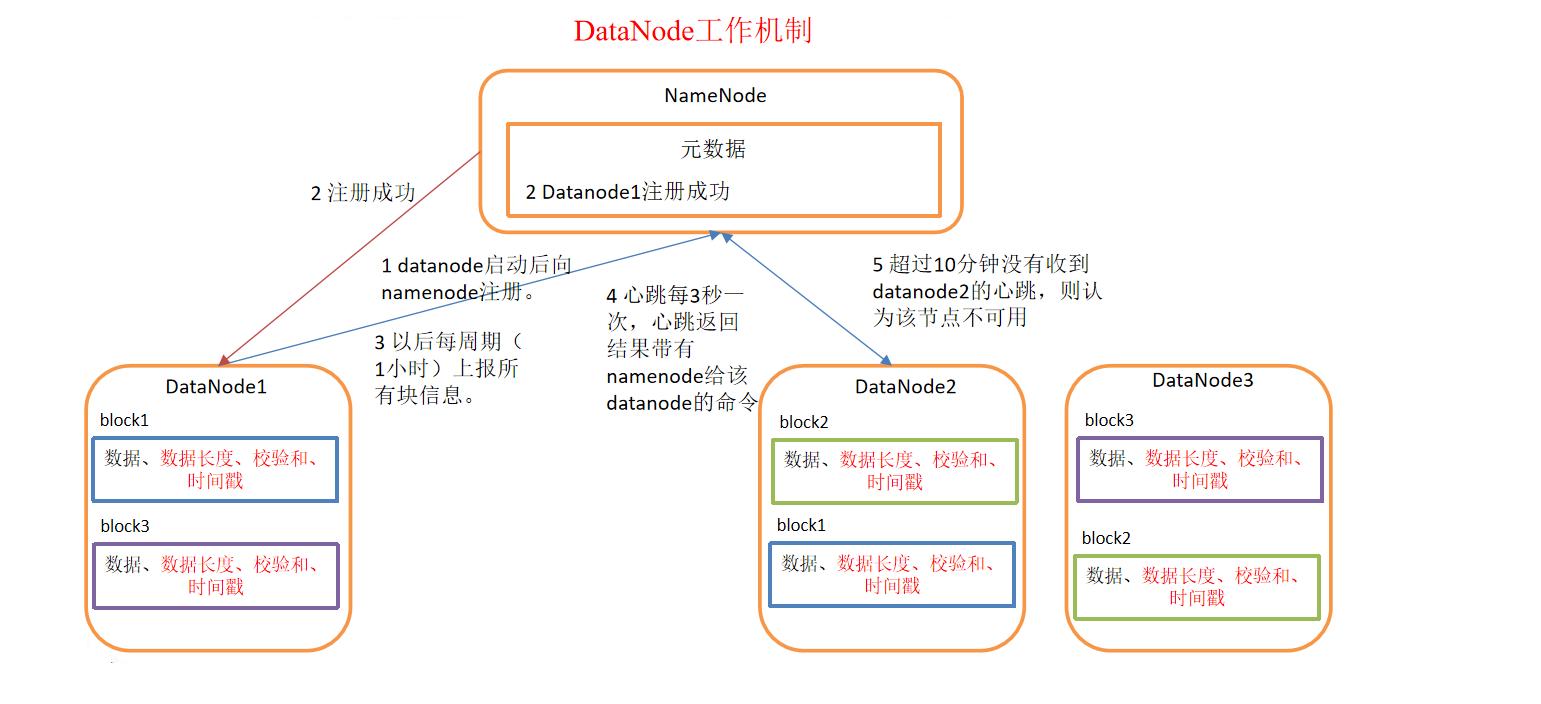 DataNode工作机制
NameNode
元数据
2 Datanode1注册成功
2 注册成功
1 datanode启动后向
namenode注册。
3 以后每周期（
1小时）上报所
有块信息。
4 心跳每3秒一
次，心跳返回
结果带有
namenode给该
datanode的命令
5 超过10分钟没有收到
datanode2的心跳，则认
为该节点不可用
DataNode1
block1
数据、数据长度、校验和、
时间戳
block3
数据、数据长度、校验和、
时间戳
DataNode2
block2
数据、数据长度、校验和、
时间戳
block1
数据、数据长度、校验和、
时间戳
DataNode3
block3
数据、数据长度、校验和、
时间戳
block2
数据、数据长度、校验和、
时间戳